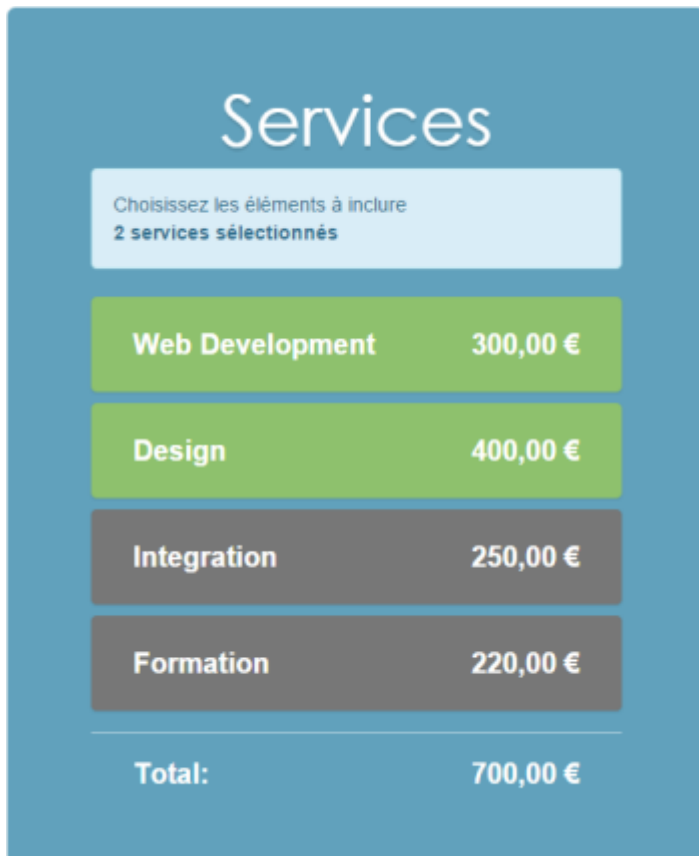 Services
Choisissez les éléments à inclure
2 services sélectionnés
Web Development 300,00 €
Design 400,00 €
Integration 250,00 €
Formation 220,00 €
Total: 700,00 €